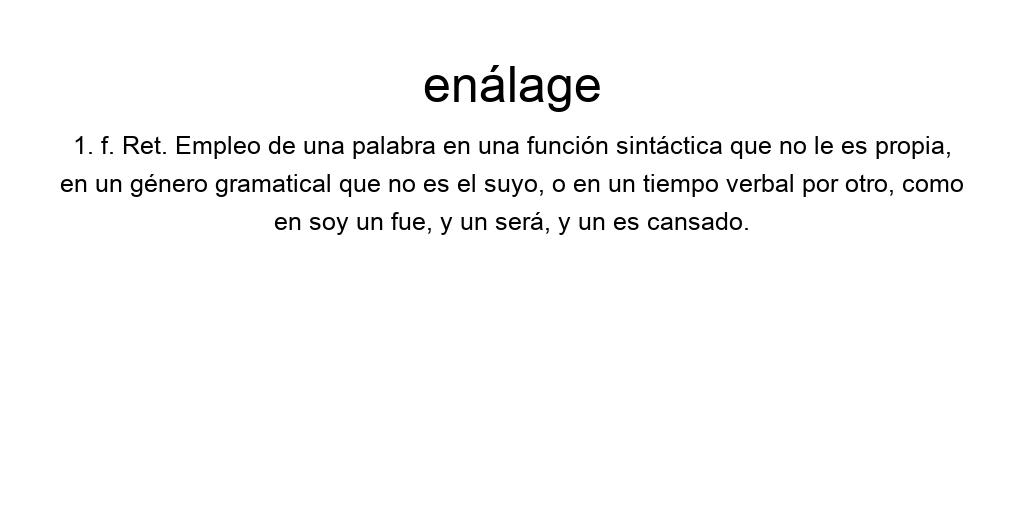 enálage
1. f. Ret. Empleo de una palabra en una función sintáctica que no le es propia,
en un género gramatical que no es el suyo, o en un tiempo verbal por otro, como
en soy un fue, y un será, y un es cansado.